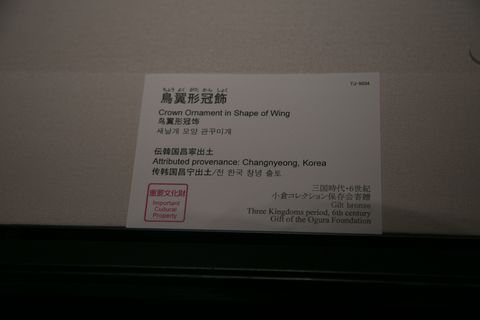 TJ-5034
ちょう よく がた かん しょく
鳥翼形冠飾
Crown Ornament in Shape of Wing
鸟翼形冠饰
새날개 모양 관꾸미개
伝韓国昌寧出土
Attributed provenance: Changnyeong, Korea
传韩国昌宁出土/전 한국 창녕 출토
重要文化財
Important
Cultural
Property
三国時代・6世紀
小倉コレクション保存会寄贈
Gilt bronze
Three Kingdoms period, 6th century
Gift of the Ogura Foundation